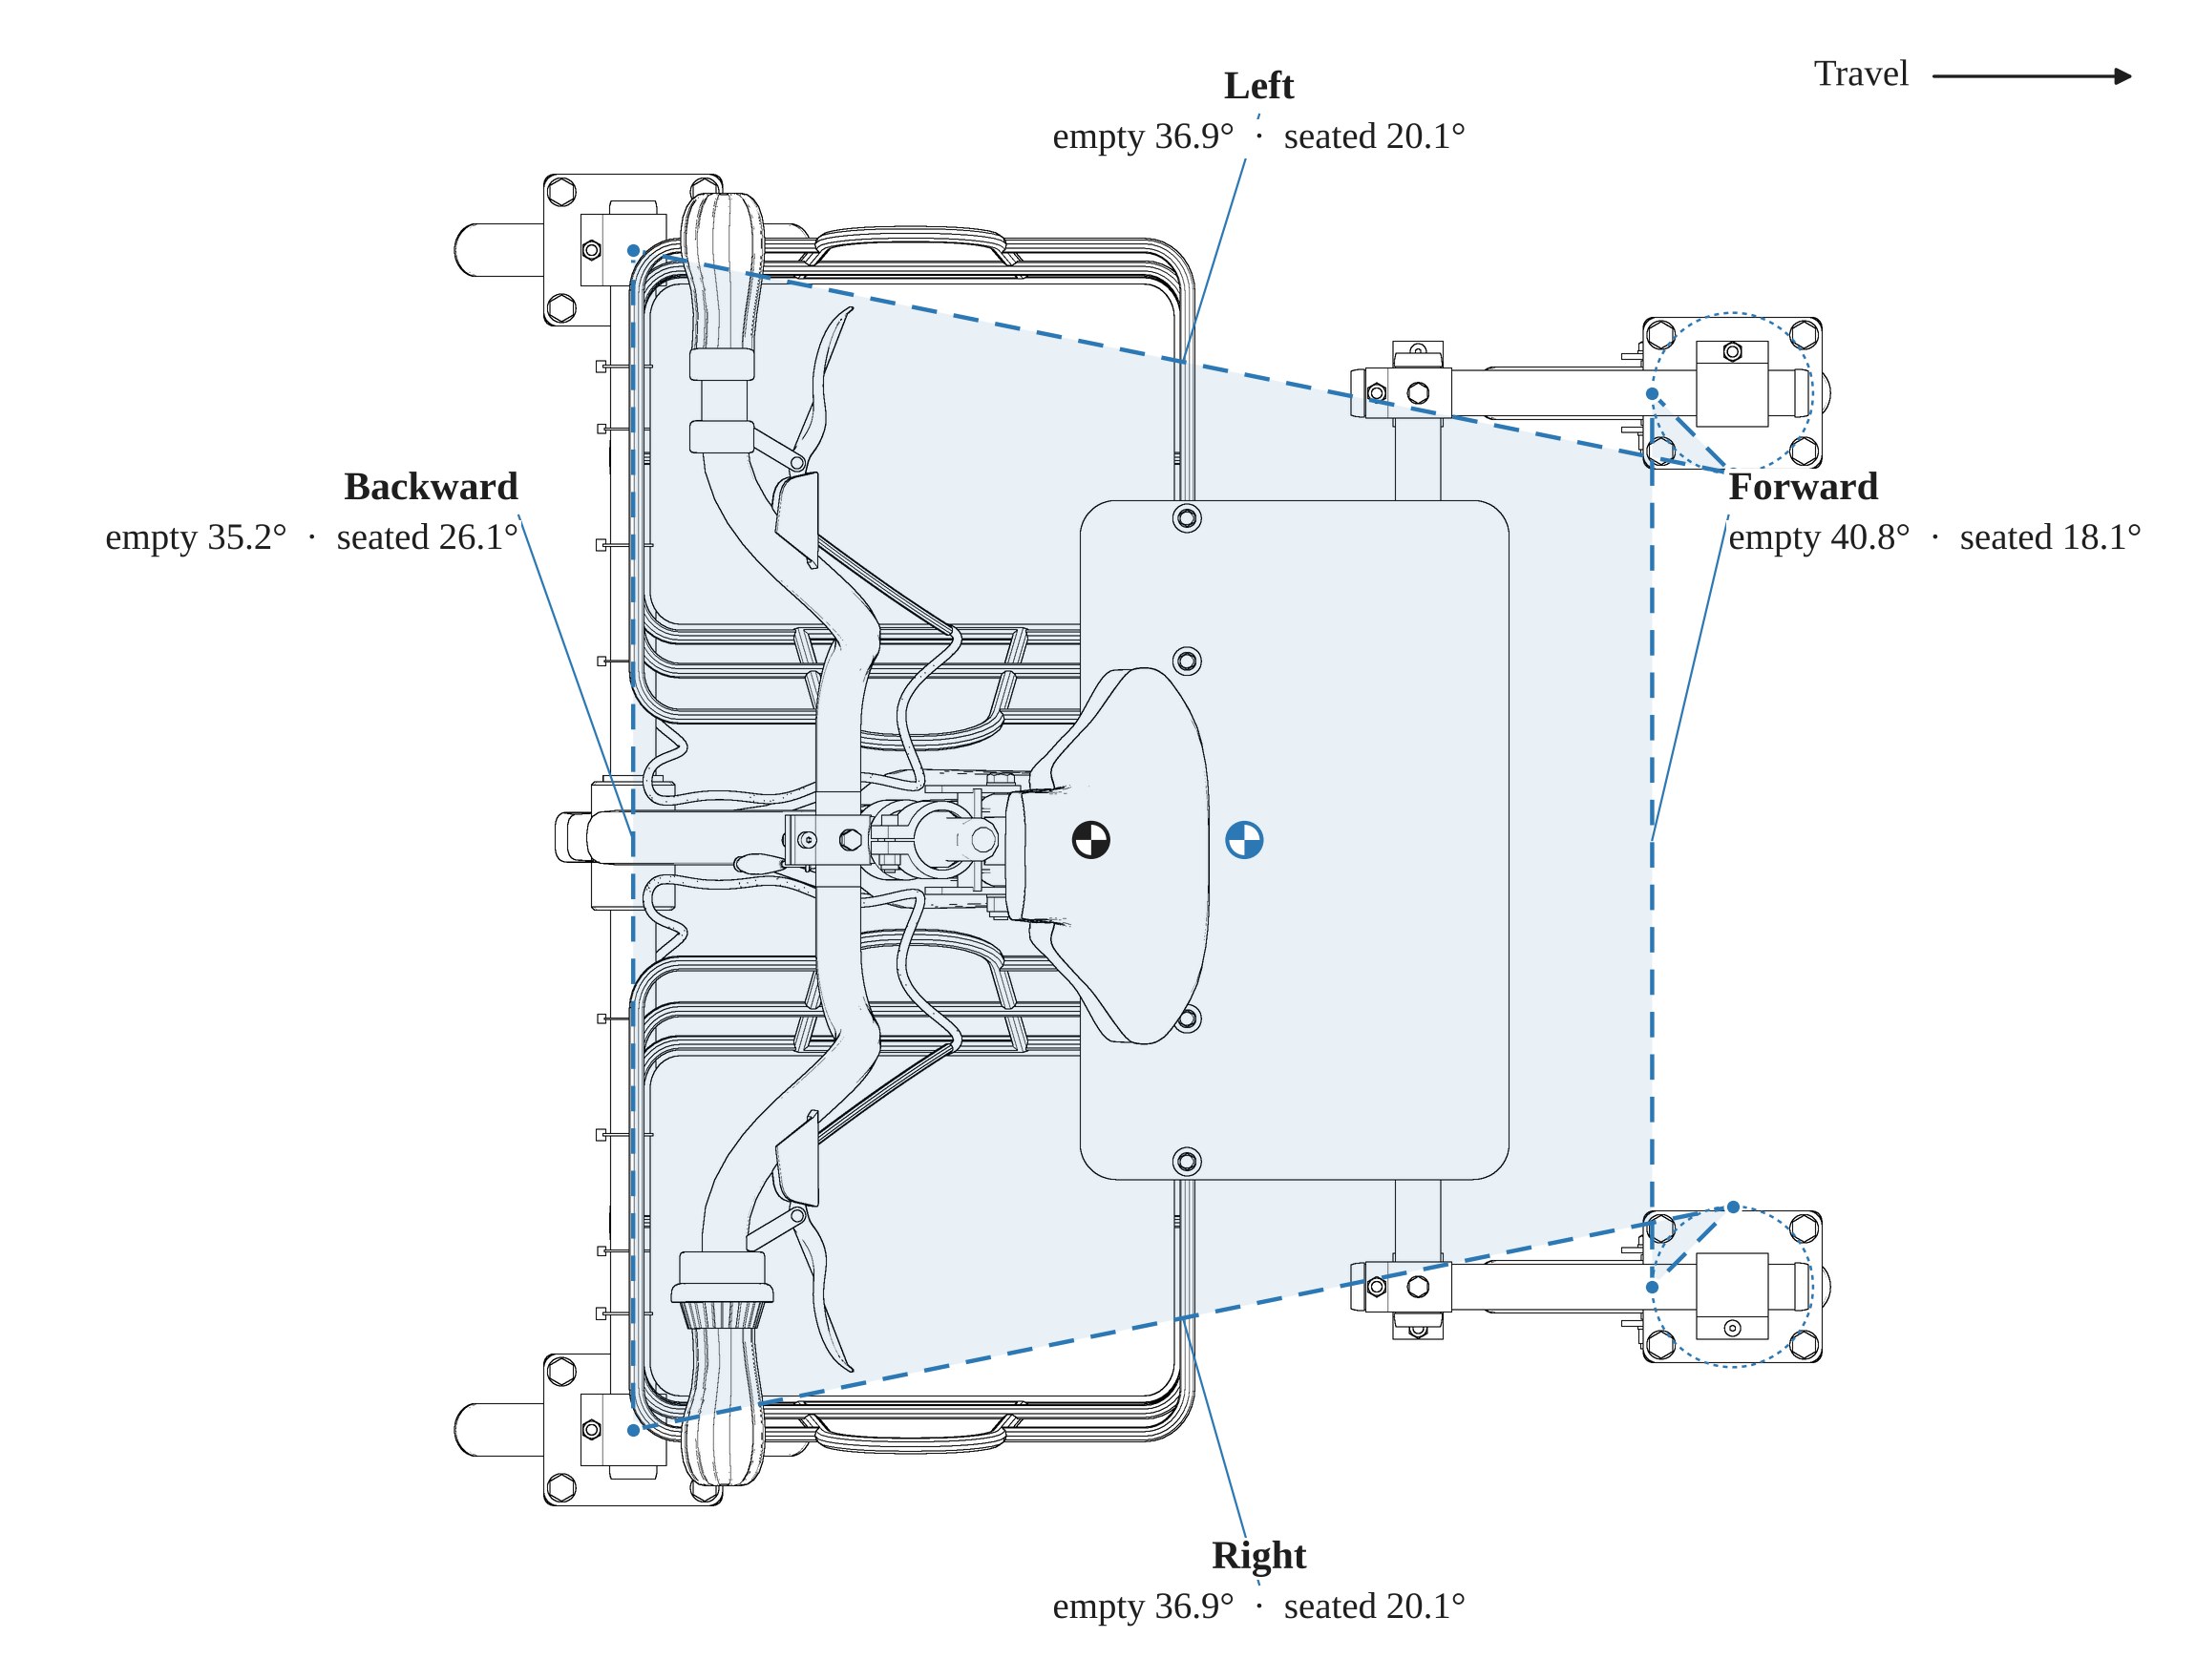 Travel
Left
empty 36.9° · seated 20.1°
Backward
empty 35.2° · seated 26.1°
Forward
empty 40.8° · seated 18.1°
Right
empty 36.9° · seated 20.1°